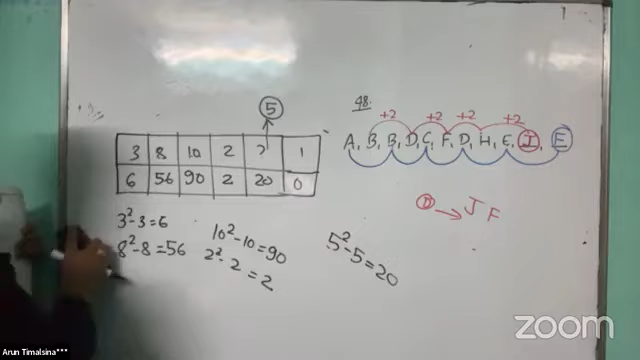 5
48.
+2 +2 +2 +2
3 8 10 2 ? 1
6 56 90 2 20 0
A, B, B, D, C, F, D, H, E, J, E
D → J F
3²-3=6
8²-8=56
10²-10=90
2²-2=2
5²-5=20
Arun Timalsina***
zoom